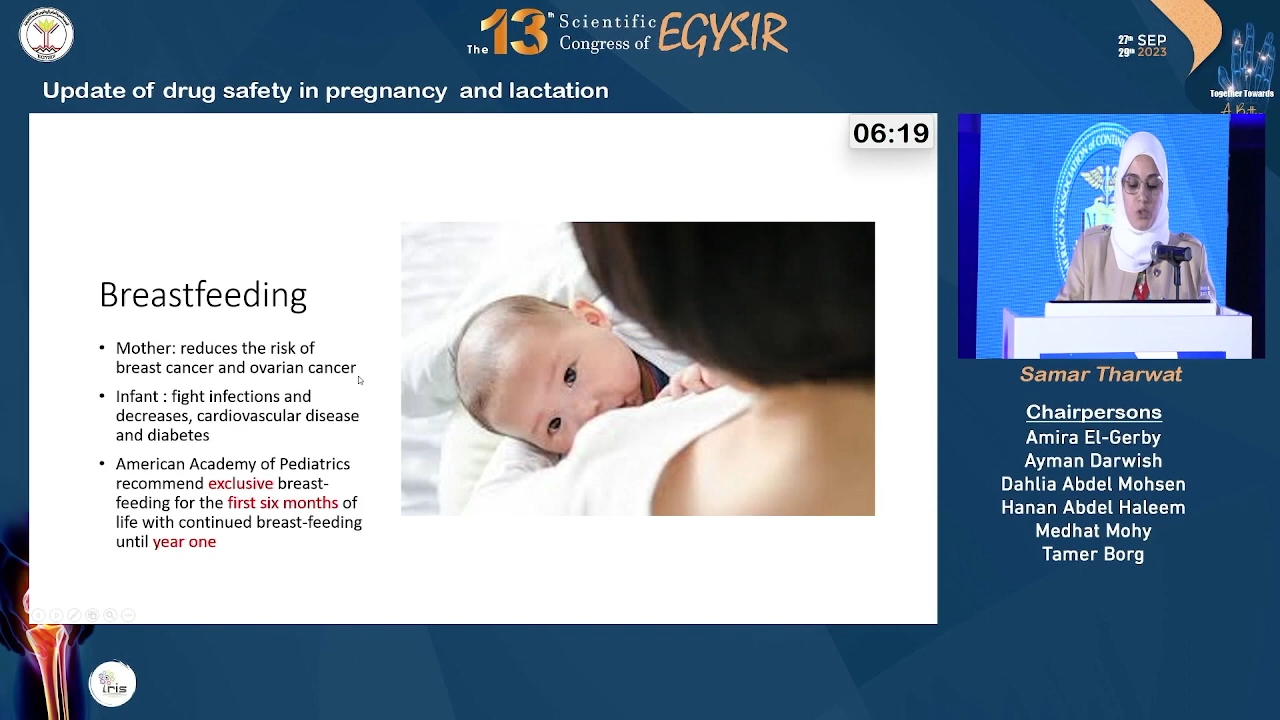 The 13th Scientific Congress of EGYSIR
27th SEP
29th 2023
Together Towards
Update of drug safety in pregnancy and lactation
06:19
Breastfeeding
• Mother: reduces the risk of
breast cancer and ovarian cancer
• Infant : fight infections and
decreases, cardiovascular disease
and diabetes
• American Academy of Pediatrics
recommend exclusive breast-
feeding for the first six months of
life with continued breast-feeding
until year one
Samar Tharwat
Chairpersons
Amira El-Gerby
Ayman Darwish
Dahlia Abdel Mohsen
Hanan Abdel Haleem
Medhat Mohy
Tamer Borg
iris